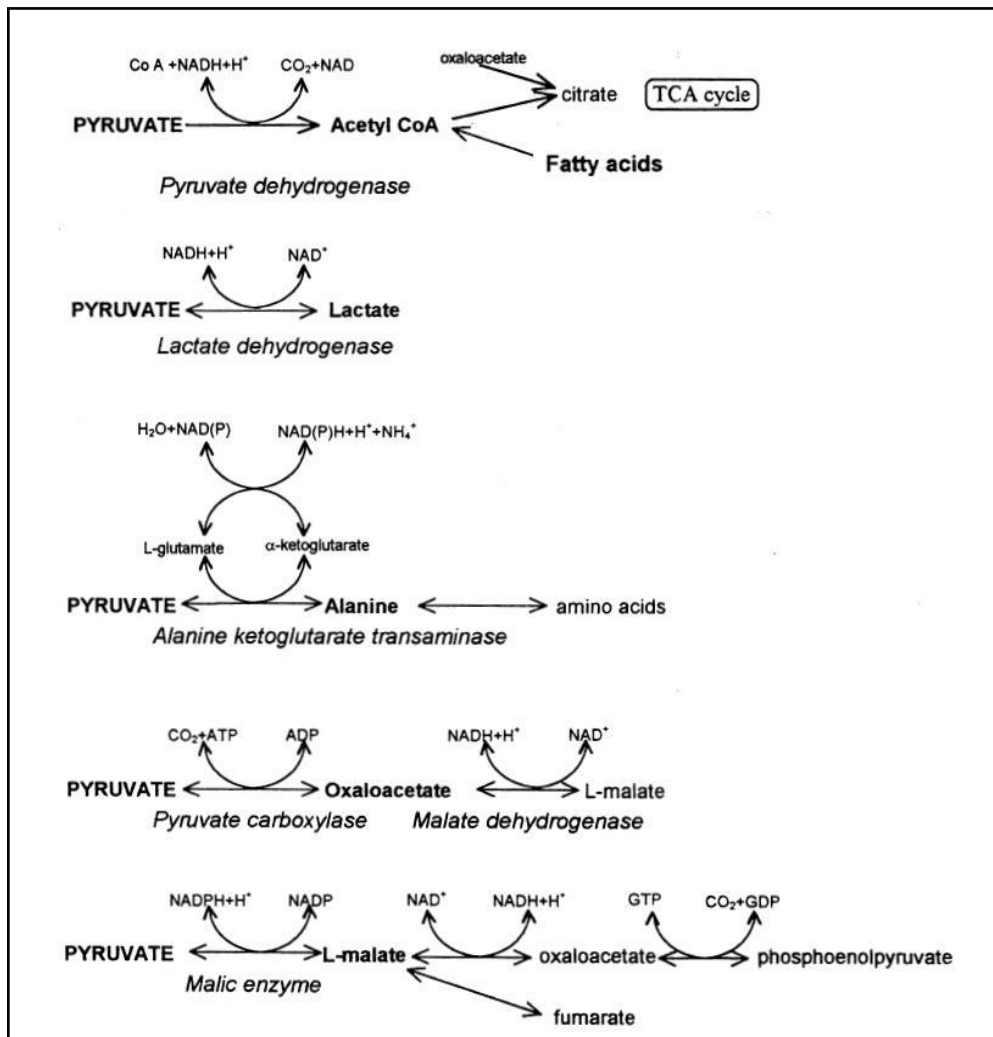 Co A +NADH+H⁺ CO₂+NAD oxaloacetate
citrate TCA cycle
PYRUVATE Acetyl CoA
Fatty acids
Pyruvate dehydrogenase
NADH+H⁺ NAD⁺
PYRUVATE Lactate
Lactate dehydrogenase
H₂O+NAD(P) NAD(P)H+H⁺+NH₄⁺
L-glutamate α-ketoglutarate
PYRUVATE Alanine amino acids
Alanine ketoglutarate transaminase
CO₂+ATP ADP NADH+H⁺ NAD⁺
PYRUVATE Oxaloacetate L-malate
Pyruvate carboxylase Malate dehydrogenase
NADPH+H⁺ NADP NAD⁺ NADH+H⁺ GTP CO₂+GDP
PYRUVATE L-malate oxaloacetate phosphoenolpyruvate
Malic enzyme
fumarate